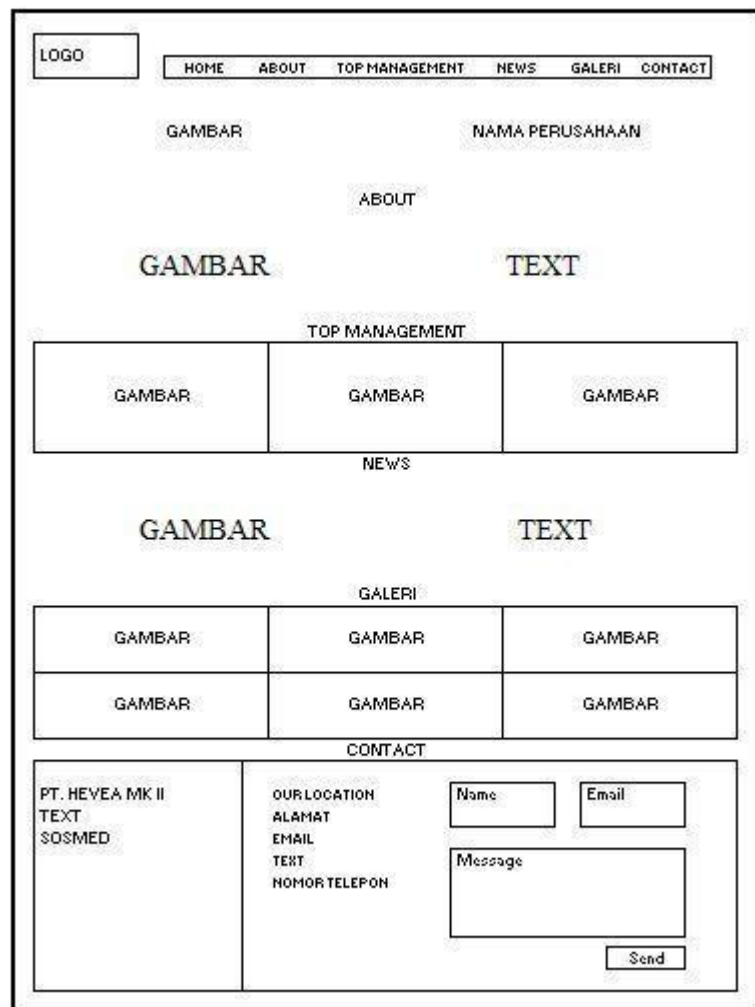 LOGO
HOME ABOUT TOP MANAGEMENT NEWS GALERI CONTACT
GAMBAR NAMA PERUSAHAAN
ABOUT
GAMBAR TEXT
TOP MANAGEMENT
GAMBAR GAMBAR GAMBAR
NEWS
GAMBAR TEXT
GALERI
GAMBAR GAMBAR GAMBAR
GAMBAR GAMBAR GAMBAR
CONTACT
PT. HEVEA MK II
TEXT
SOSMED
OUR LOCATION
ALAMAT
EMAIL
TEXT
NOMOR TELEPON
Name Email
Message
Send